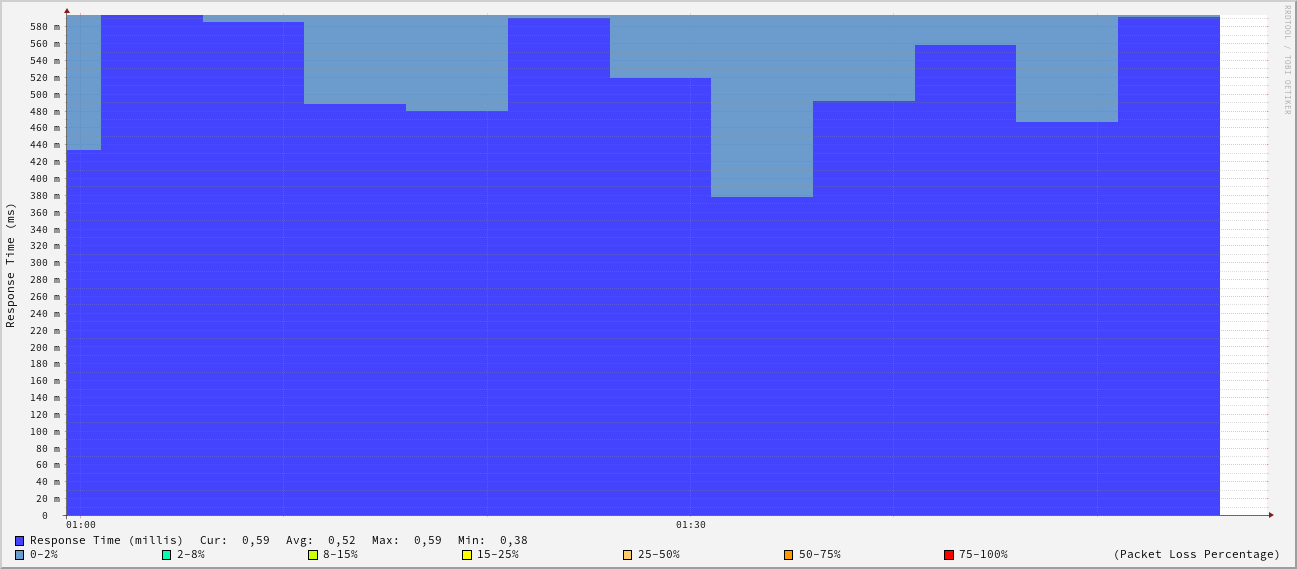 RRDTOOL / TOBI OETIKER
Response Time (ms)
580 m
560 m
540 m
520 m
500 m
480 m
460 m
440 m
420 m
400 m
380 m
360 m
340 m
320 m
300 m
280 m
260 m
240 m
220 m
200 m
180 m
160 m
140 m
120 m
100 m
80 m
60 m
40 m
20 m
0
01:00 01:30
Response Time (millis) Cur: 0,59 Avg: 0,52 Max: 0,59 Min: 0,38
0-2% 2-8% 8-15% 15-25% 25-50% 50-75% 75-100% (Packet Loss Percentage)